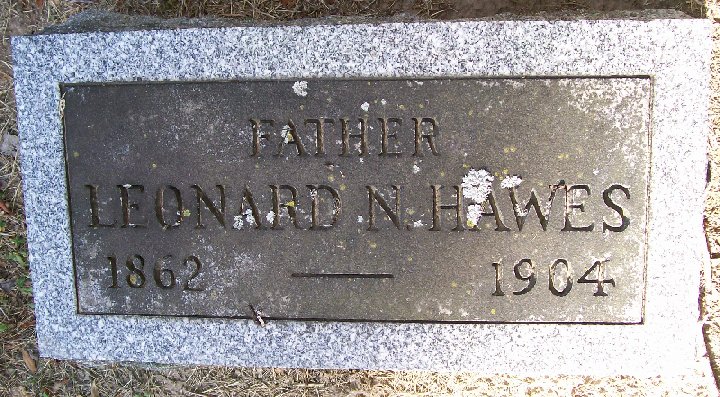 FATHER
LEONARD N. HAWES
1862 — 1904